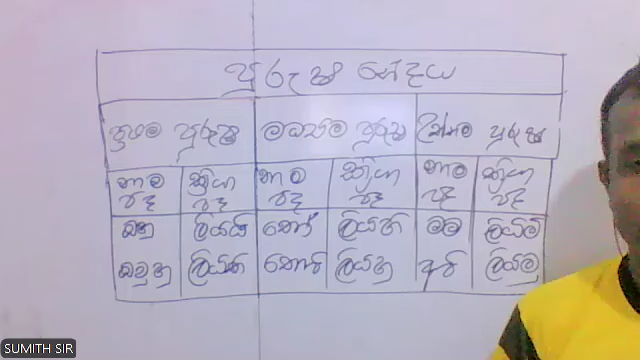 පුරුෂ භේදය
ප්‍රථම පුරුෂ මධ්‍යම පුරුෂ උත්තම පුරුෂ
නාම ක්‍රියා නාම ක්‍රියා නාම ක්‍රියා
පද පද පද පද පද පද
ඔහු ලියයි තෝ ලියහි මම ලියමි
ඔවුහු ලියති තොපි ලියහු අපි ලියමු
SUMITH SIR